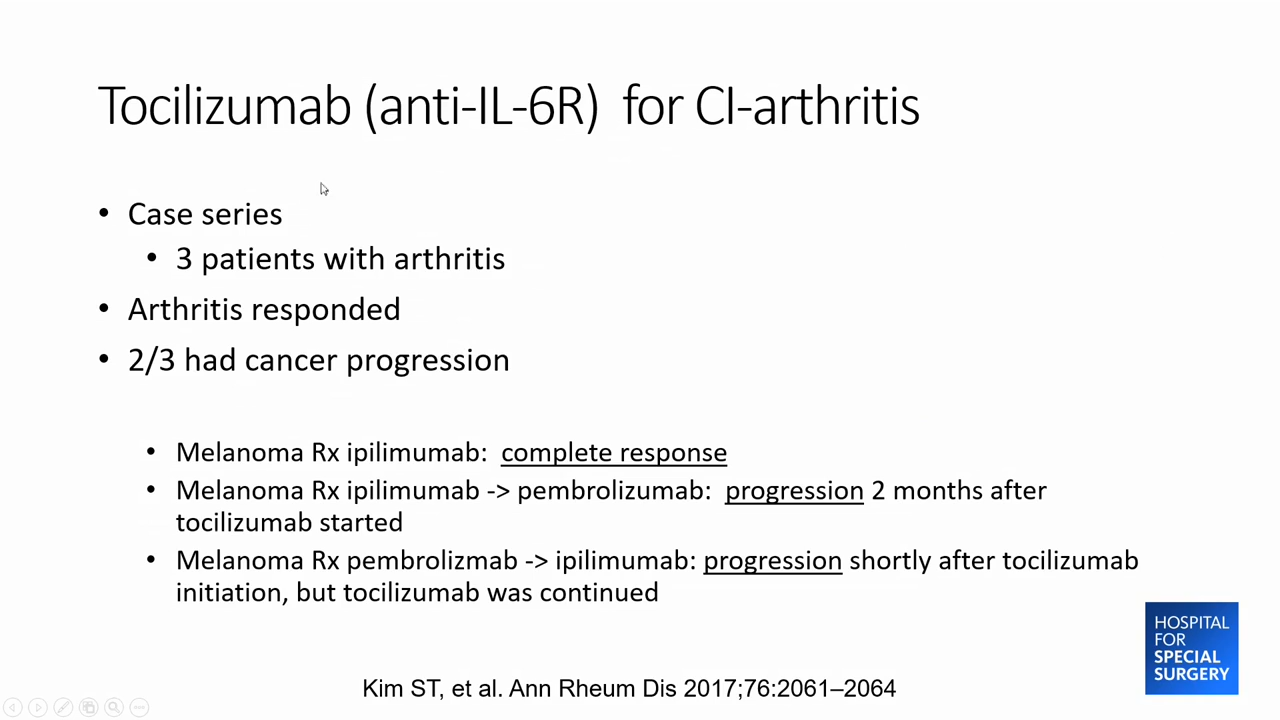 Tocilizumab (anti-IL-6R) for CI-arthritis
• Case series
• 3 patients with arthritis
• Arthritis responded
• 2/3 had cancer progression
• Melanoma Rx ipilimumab: complete response
• Melanoma Rx ipilimumab -> pembrolizumab: progression 2 months after
tocilizumab started
• Melanoma Rx pembrolizmab -> ipilimumab: progression shortly after tocilizumab
initiation, but tocilizumab was continued
HOSPITAL
FOR
SPECIAL
SURGERY
Kim ST, et al. Ann Rheum Dis 2017;76:2061–2064